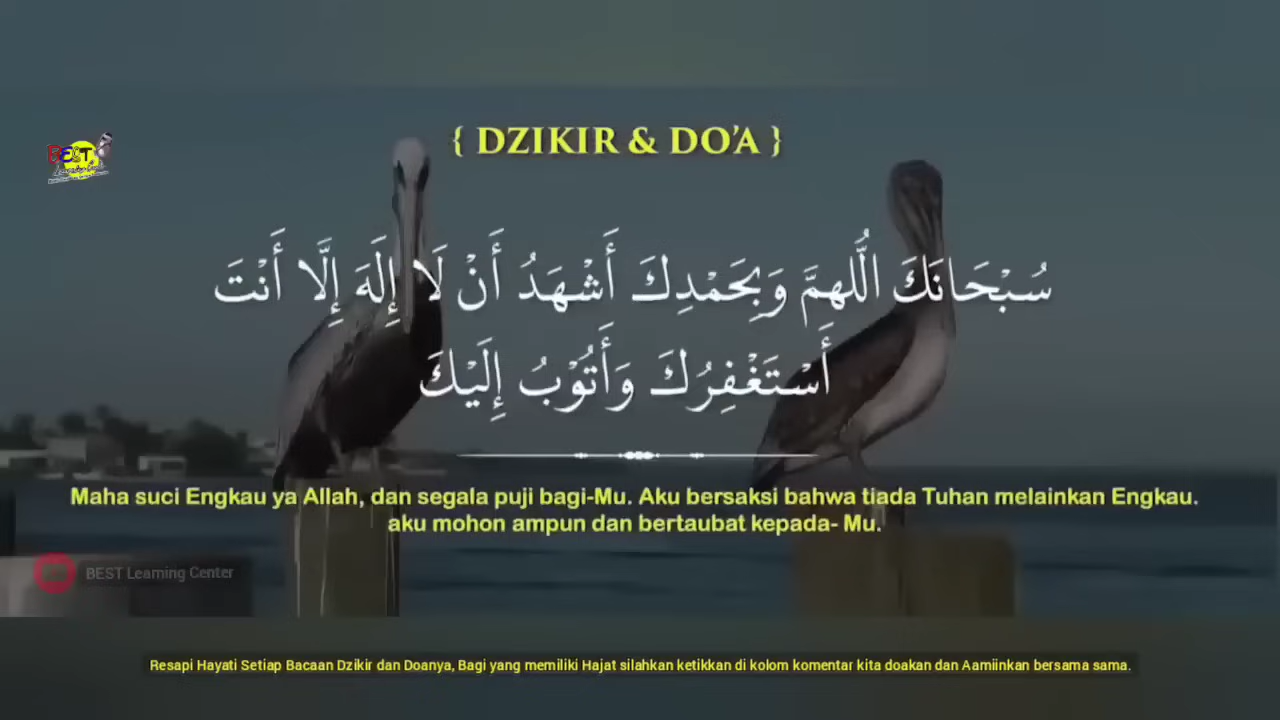 { DZIKIR & DO'A }
BEST
سُبْحَانَكَ اللَّهُمَّ وَبِحَمْدِكَ أَشْهَدُ أَنْ لَا إِلَهَ إِلَّا أَنْتَ
أَسْتَغْفِرُكَ وَأَتُوْبُ إِلَيْكَ
Maha suci Engkau ya Allah, dan segala puji bagi-Mu. Aku bersaksi bahwa tiada Tuhan melainkan Engkau.
aku mohon ampun dan bertaubat kepada- Mu.
BEST Learning Center
Resapi Hayati Setiap Bacaan Dzikir dan Doanya, Bagi yang memiliki Hajat silahkan ketikkan di kolom komentar kita doakan dan Aamiinkan bersama sama.